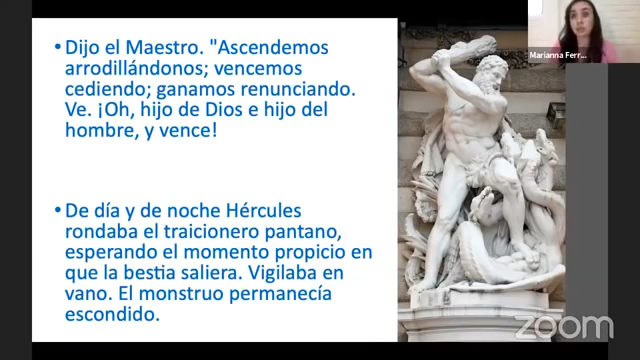 • Dijo el Maestro. "Ascendemos
arrodillándonos; vencemos
cediendo; ganamos renunciando.
Ve. ¡Oh, hijo de Dios e hijo del
hombre, y vence!
• De día y de noche Hércules
rondaba el traicionero pantano,
esperando el momento propicio en
que la bestia saliera. Vigilaba en
vano. El monstruo permanecía
escondido.
Marianna Ferr...
zoom